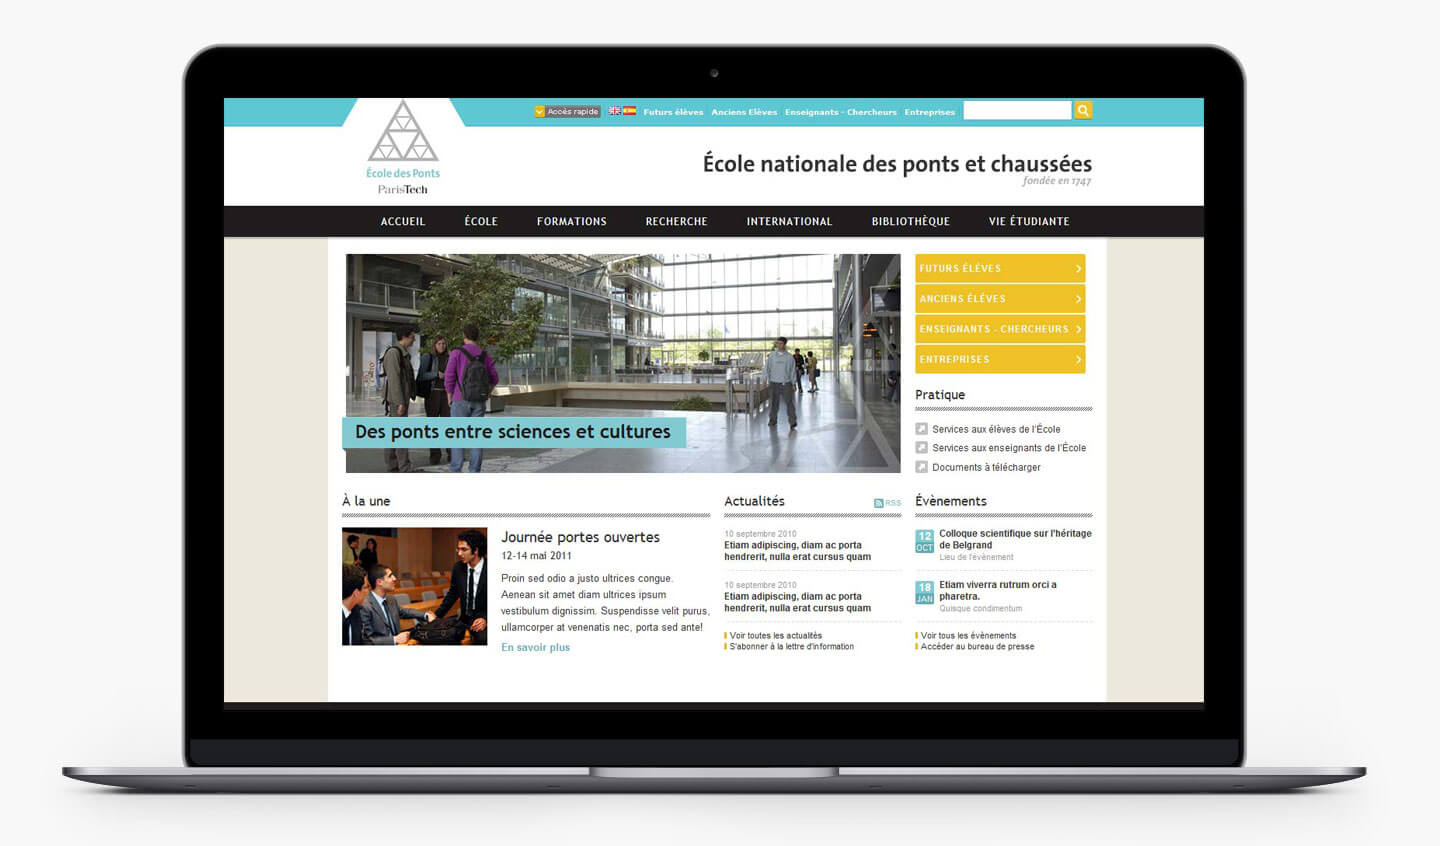 Accès rapide
Futurs élèves Anciens Elèves Enseignants - Chercheurs Entreprises
École des Ponts
ParisTech
École nationale des ponts et chaussées
fondée en 1747
ACCUEIL ÉCOLE FORMATIONS RECHERCHE INTERNATIONAL BIBLIOTHÈQUE VIE ÉTUDIANTE
Des ponts entre sciences et cultures
FUTURS ÉLÉVES
ANCIENS ÉLÉVES
ENSEIGNANTS - CHERCHEURS
ENTREPRISES
Pratique
Services aux élèves de l'École
Services aux enseignants de l'École
Documents à télécharger
À la une
Journée portes ouvertes
12-14 mai 2011
Proin sed odio a justo ultrices congue.
Aenean sit amet diam ultrices ipsum
vestibulum dignissim. Suspendisse velit purus,
ullamcorper at venenatis nec, porta sed ante!
En savoir plus
Actualités
RSS
10 septembre 2010
Etiam adipiscing, diam ac porta
hendrerit, nulla erat cursus quam
10 septembre 2010
Etiam adipiscing, diam ac porta
hendrerit, nulla erat cursus quam
Voir toutes les actualités
S'abonner à la lettre d'information
Évènements
12
OCT
Colloque scientifique sur l'héritage
de Belgrand
Lieu de l'évènement
18
JAN
Etiam viverra rutrum orci a
pharetra.
Quisque condimentum
Voir tous les évènements
Accéder au bureau de presse